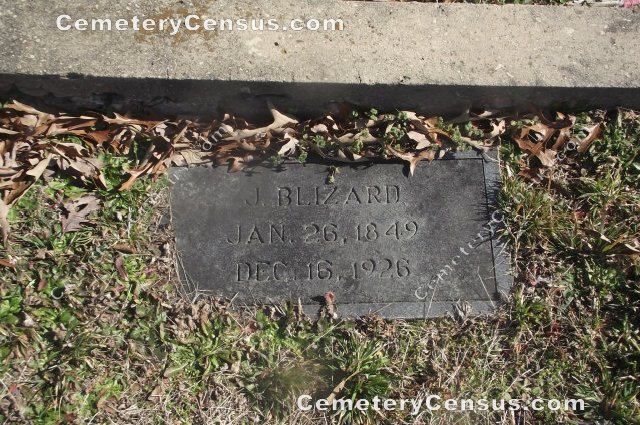 CemeteryCensus.com
J. BLIZARD
JAN. 26, 1849
DEC. 16, 1926
CemeteryCensus.com